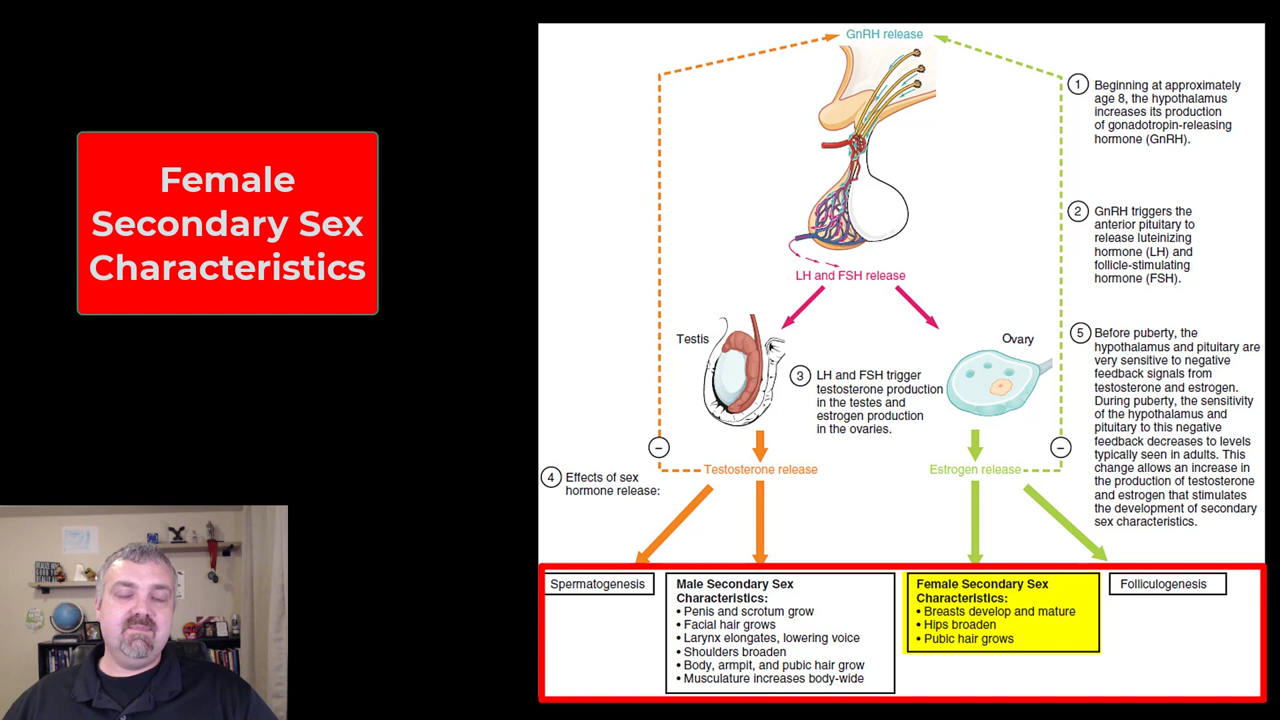 Female
Secondary Sex
Characteristics
GnRH release
1
Beginning at approximately
age 8, the hypothalamus
increases its production
of gonadotropin-releasing
hormone (GnRH).
2
GnRH triggers the
anterior pituitary to
release luteinizing
hormone (LH) and
follicle-stimulating
hormone (FSH).
LH and FSH release
Testis
Ovary
3
LH and FSH trigger
testosterone production
in the testes and
estrogen production
in the ovaries.
5
Before puberty, the
hypothalamus and pituitary are
very sensitive to negative
feedback signals from
testosterone and estrogen.
During puberty, the sensitivity
of the hypothalamus and
pituitary to this negative
feedback decreases to levels
typically seen in adults. This
change allows an increase in
the production of testosterone
and estrogen that stimulates
the development of secondary
sex characteristics.
–
–
Testosterone release
Estrogen release
4
Effects of sex
hormone release:
Spermatogenesis
Male Secondary Sex
Characteristics:
• Penis and scrotum grow
• Facial hair grows
• Larynx elongates, lowering voice
• Shoulders broaden
• Body, armpit, and pubic hair grow
• Musculature increases body-wide
Female Secondary Sex
Characteristics:
• Breasts develop and mature
• Hips broaden
• Pubic hair grows
Folliculogenesis